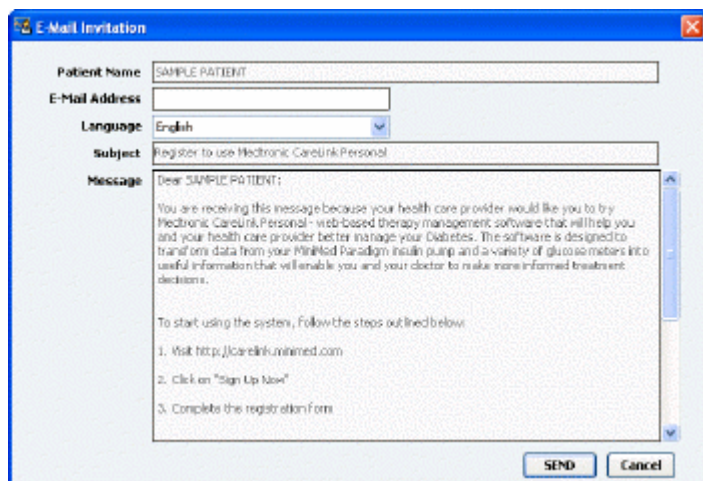 E-Mail Invitation
Patient Name SAMPLE PATIENT
E-Mail Address
Language English
Subject Register to use Medtronic CareLink Personal
Message Dear SAMPLE PATIENT:
You are receiving this message because your health care provider would like you to try
Medtronic CareLink Personal - web-based therapy management software that will help you
and your health care provider better manage your Diabetes. The software is designed to
transform data from your MiniMed Paradigm insulin pump and a variety of glucose meters into
useful information that will enable you and your doctor to make more informed treatment
decisions.
To start using the system, follow the steps outlined below:
1. Visit http://carelink.minimed.com
2. Click on "Sign Up Now"
3. Complete the registration form
SEND Cancel